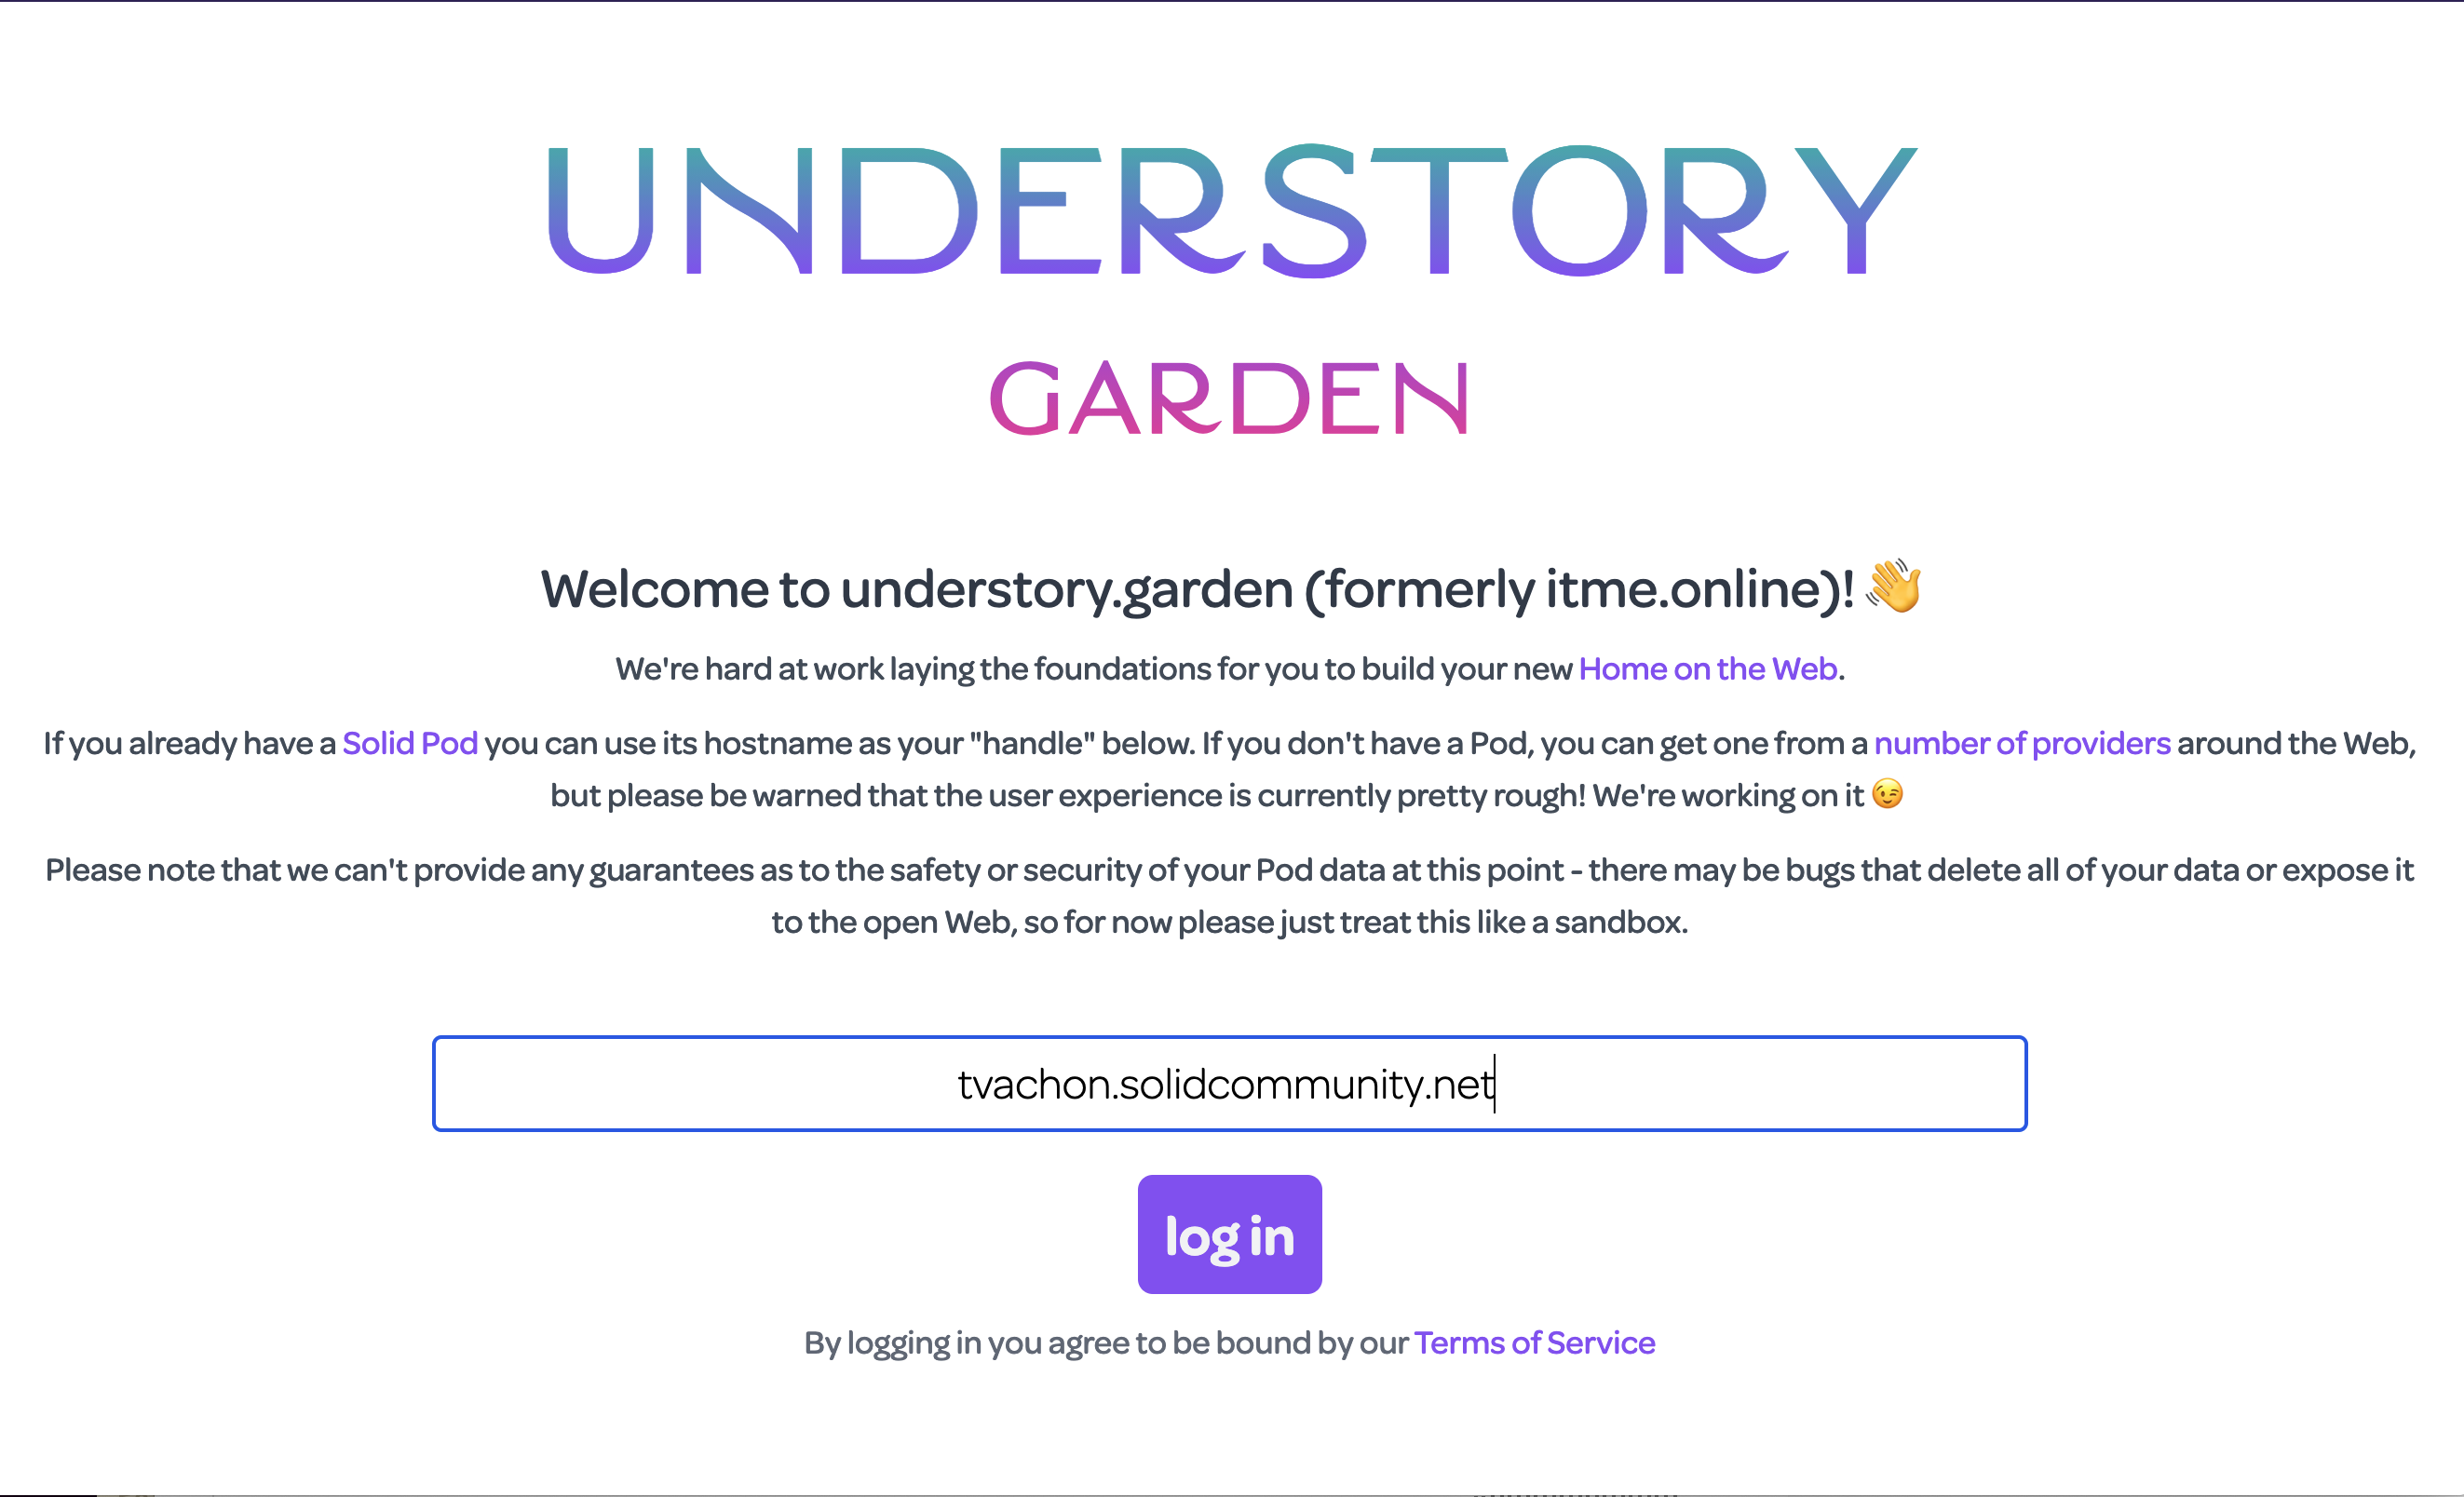 UNDERSTORY
GARDEN
Welcome to understory.garden (formerly itme.online)! 👋
We're hard at work laying the foundations for you to build your new Home on the Web.
If you already have a Solid Pod you can use its hostname as your "handle" below. If you don't have a Pod, you can get one from a number of providers around the Web,
but please be warned that the user experience is currently pretty rough! We're working on it 😉
Please note that we can't provide any guarantees as to the safety or security of your Pod data at this point - there may be bugs that delete all of your data or expose it
to the open Web, so for now please just treat this like a sandbox.
tvachon.solidcommunity.net
log in
By logging in you agree to be bound by our Terms of Service